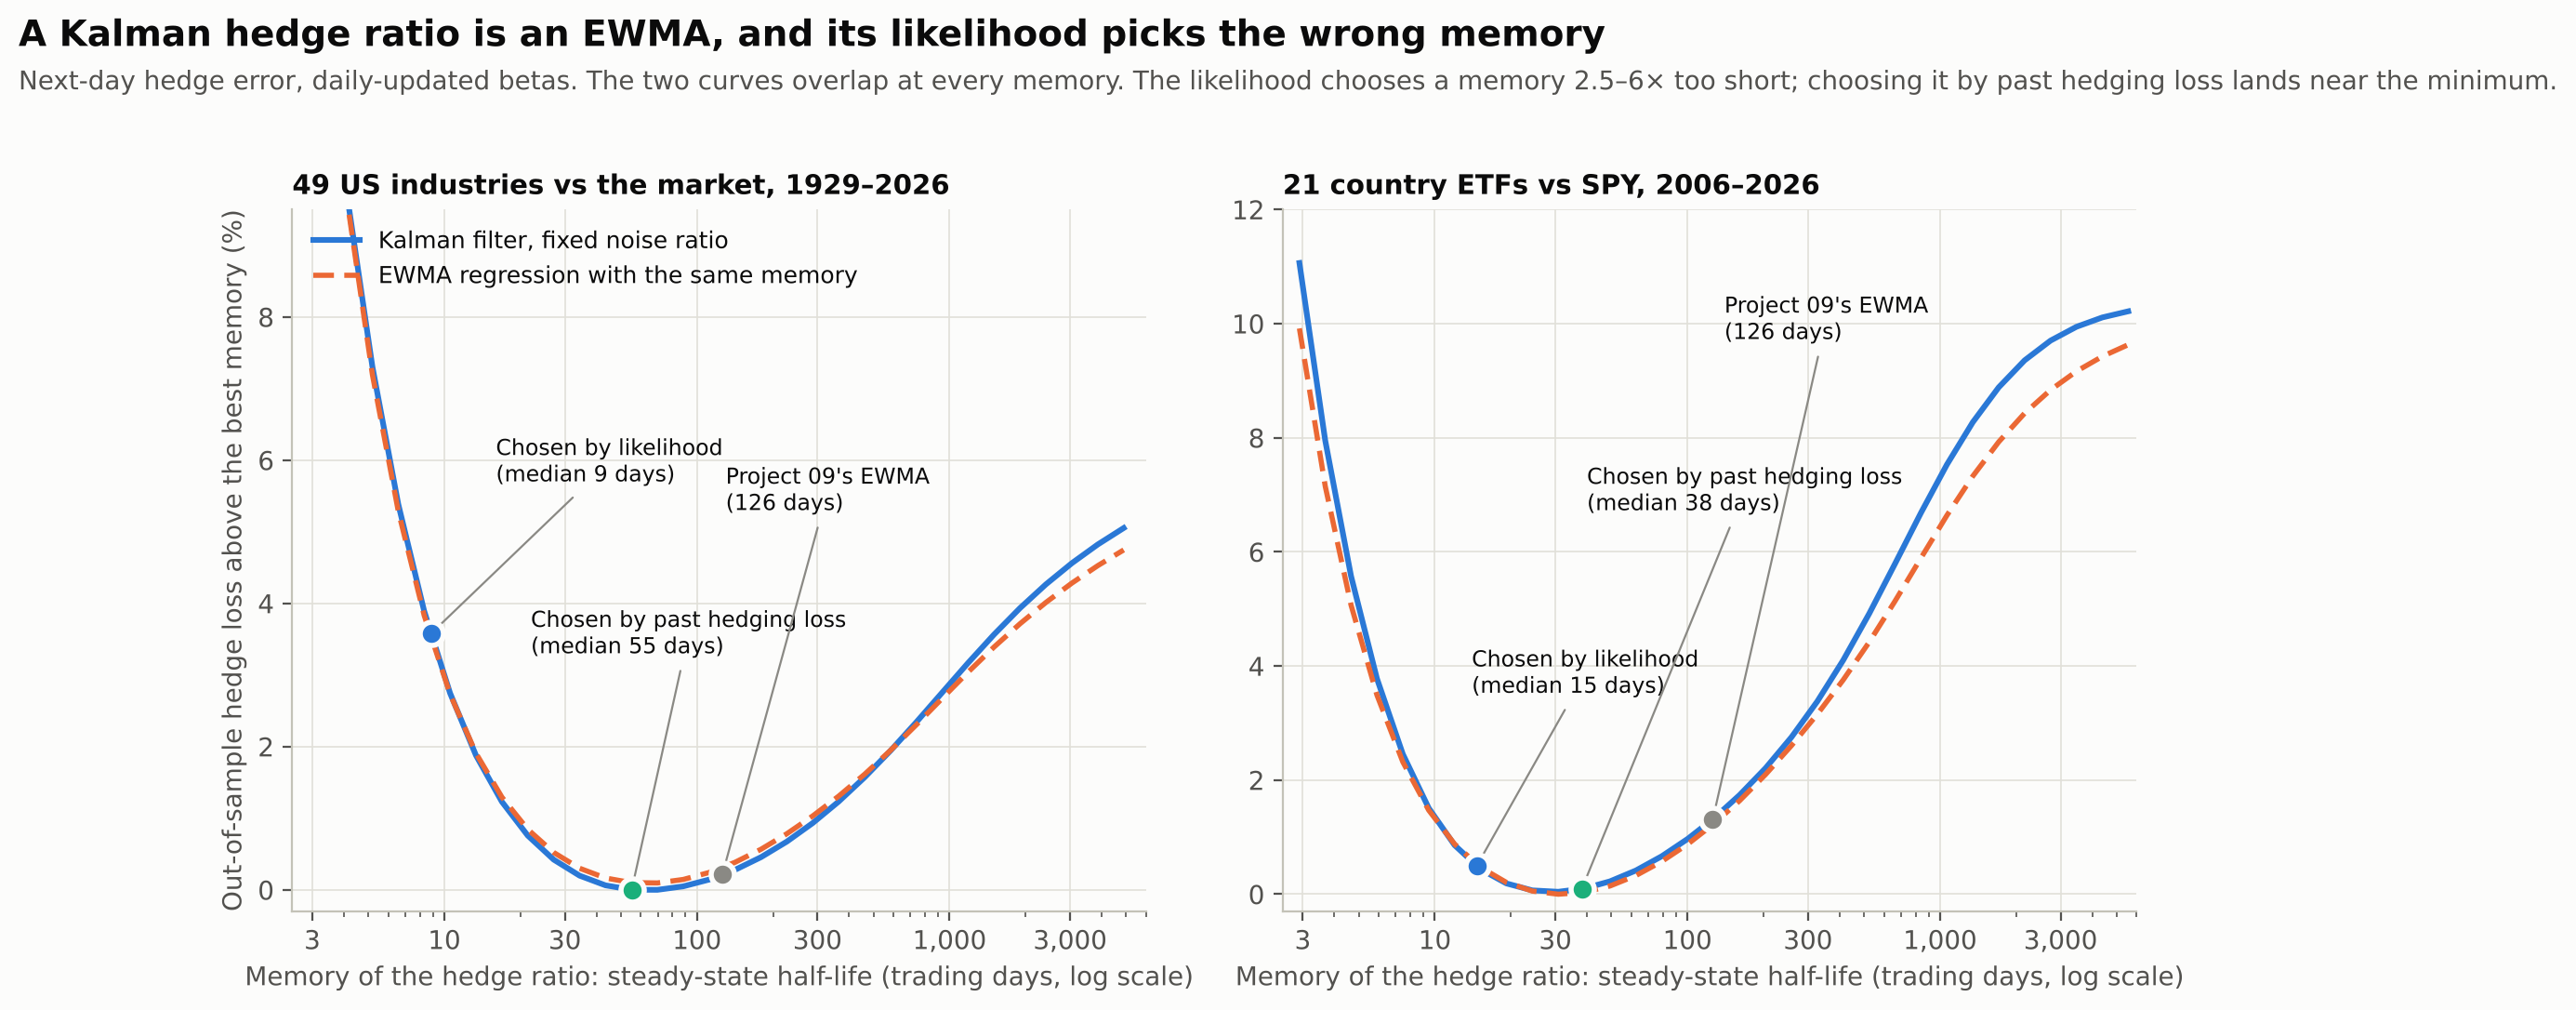 A Kalman hedge ratio is an EWMA, and its likelihood picks the wrong memory
Next-day hedge error, daily-updated betas. The two curves overlap at every memory. The likelihood chooses a memory 2.5–6× too short; choosing it by past hedging loss lands near the minimum.
49 US industries vs the market, 1929–2026
Out-of-sample hedge loss above the best memory (%)
8
6
4
2
0
Kalman filter, fixed noise ratio
EWMA regression with the same memory
Chosen by likelihood
(median 9 days)
Project 09's EWMA
(126 days)
Chosen by past hedging loss
(median 55 days)
3 10 30 100 300 1,000 3,000
Memory of the hedge ratio: steady-state half-life (trading days, log scale)
21 country ETFs vs SPY, 2006–2026
12
10
8
6
4
2
0
Project 09's EWMA
(126 days)
Chosen by past hedging loss
(median 38 days)
Chosen by likelihood
(median 15 days)
3 10 30 100 300 1,000 3,000
Memory of the hedge ratio: steady-state half-life (trading days, log scale)